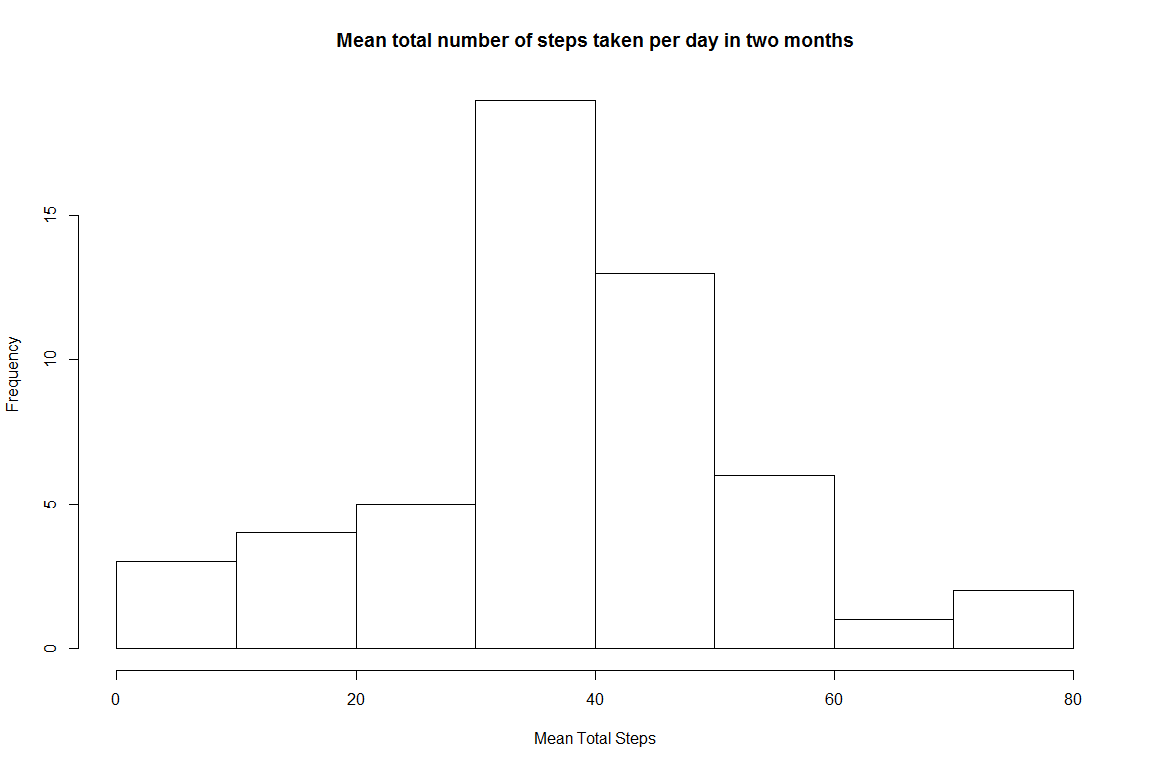 Mean total number of steps taken per day in two months
Frequency
15
10
5
0
0 20 40 60 80
Mean Total Steps